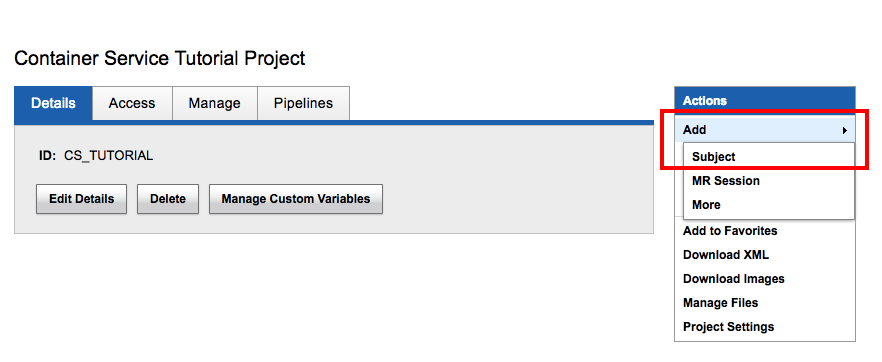 Container Service Tutorial Project
Details Access Manage Pipelines
ID: CS_TUTORIAL
Edit Details Delete Manage Custom Variables
Actions
Add
Subject
MR Session
More
Add to Favorites
Download XML
Download Images
Manage Files
Project Settings